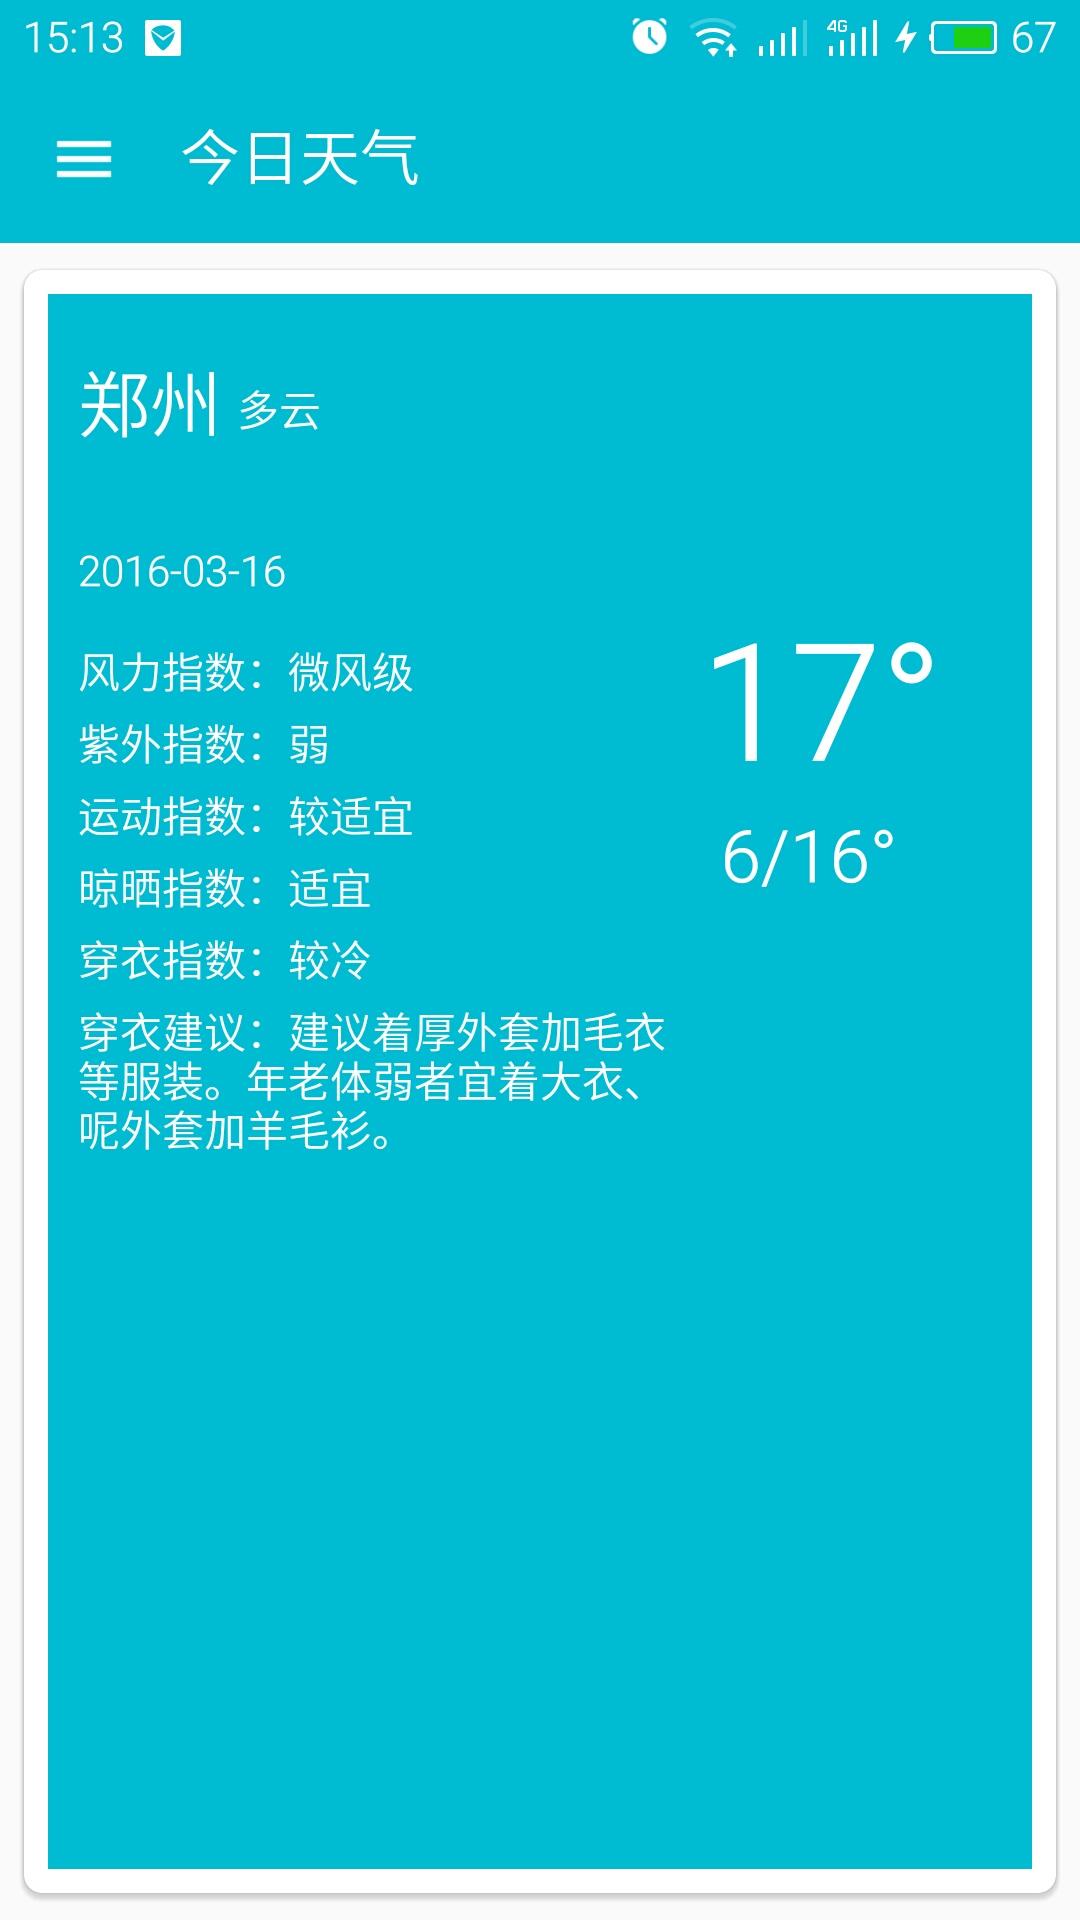 15:13
4G
67
今日天气
郑州 多云
2016-03-16
17°
6/16°
风力指数：微风级
紫外指数：弱
运动指数：较适宜
晾晒指数：适宜
穿衣指数：较冷
穿衣建议：建议着厚外套加毛衣
等服装。年老体弱者宜着大衣、
呢外套加羊毛衫。